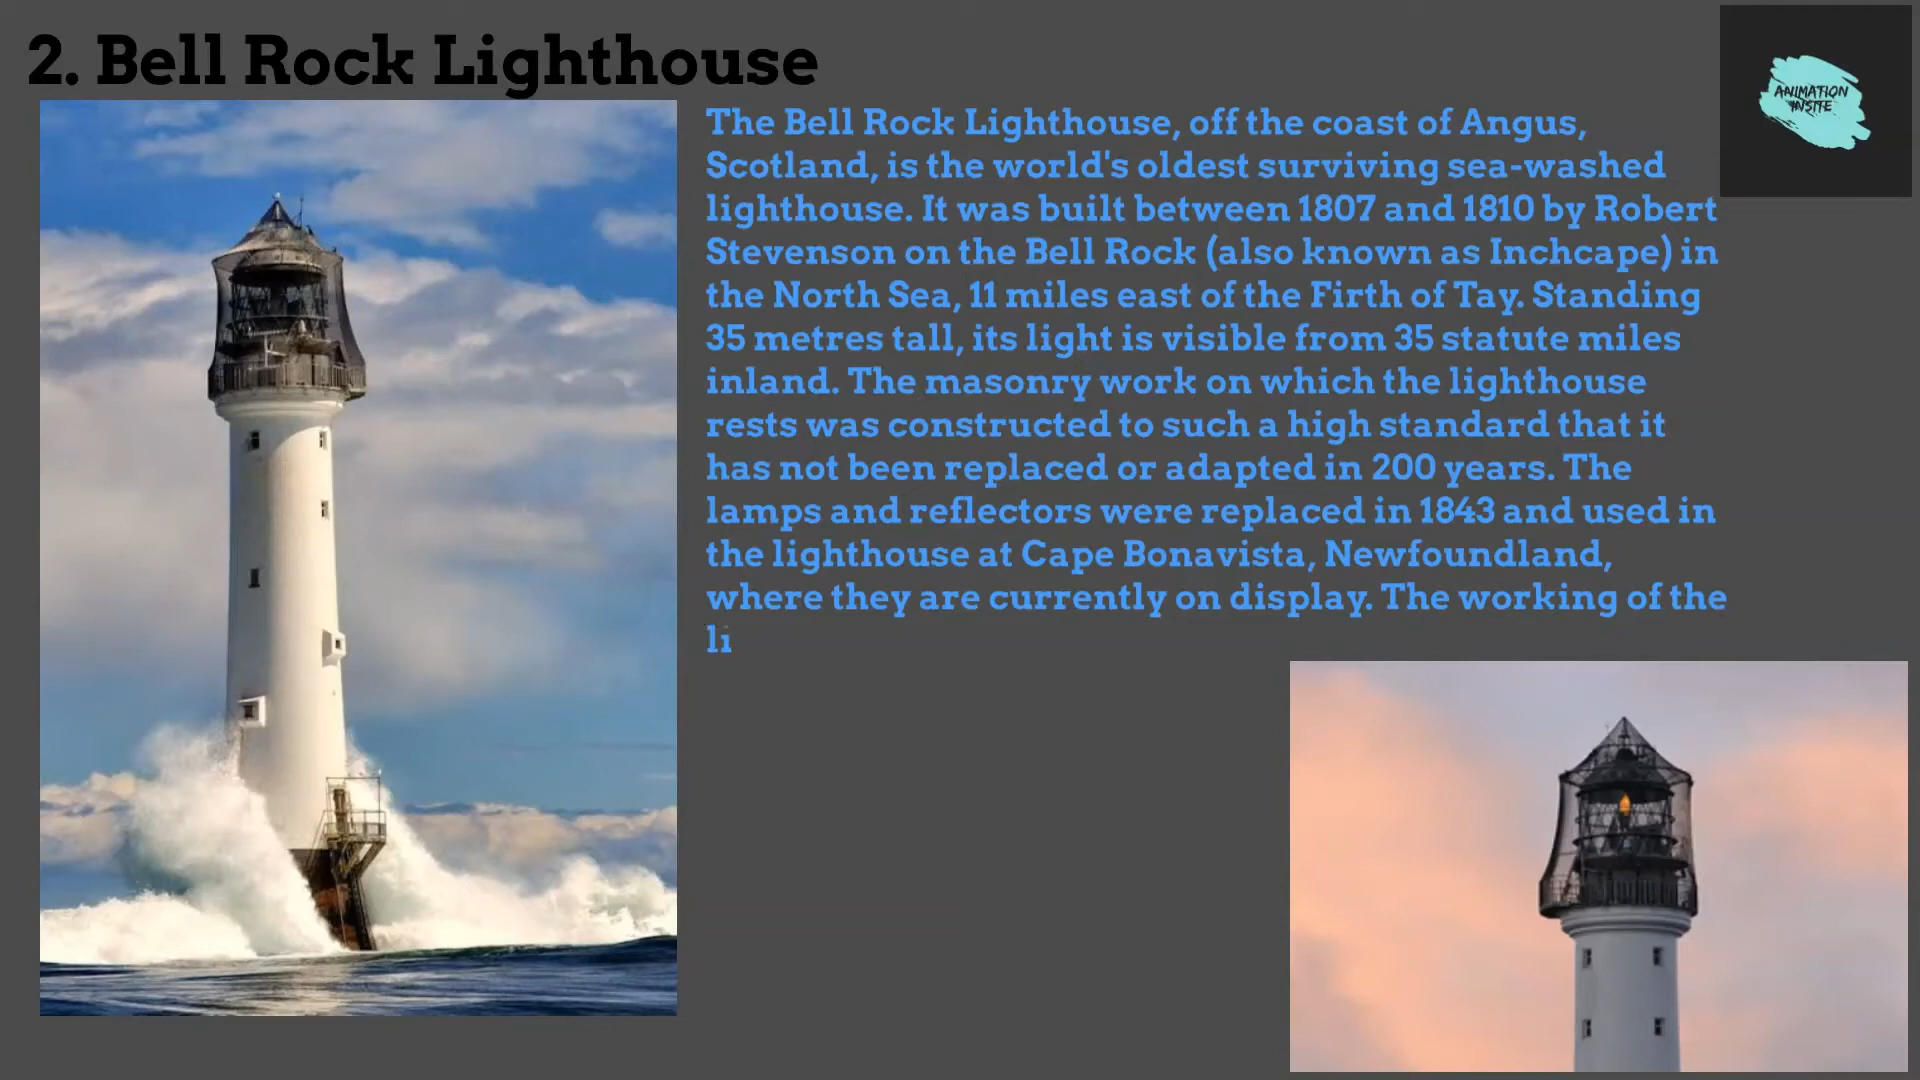 2. Bell Rock Lighthouse
ANIMATION
INSITE
The Bell Rock Lighthouse, off the coast of Angus,
Scotland, is the world's oldest surviving sea-washed
lighthouse. It was built between 1807 and 1810 by Robert
Stevenson on the Bell Rock (also known as Inchcape) in
the North Sea, 11 miles east of the Firth of Tay. Standing
35 metres tall, its light is visible from 35 statute miles
inland. The masonry work on which the lighthouse
rests was constructed to such a high standard that it
has not been replaced or adapted in 200 years. The
lamps and reflectors were replaced in 1843 and used in
the lighthouse at Cape Bonavista, Newfoundland,
where they are currently on display. The working of the
li